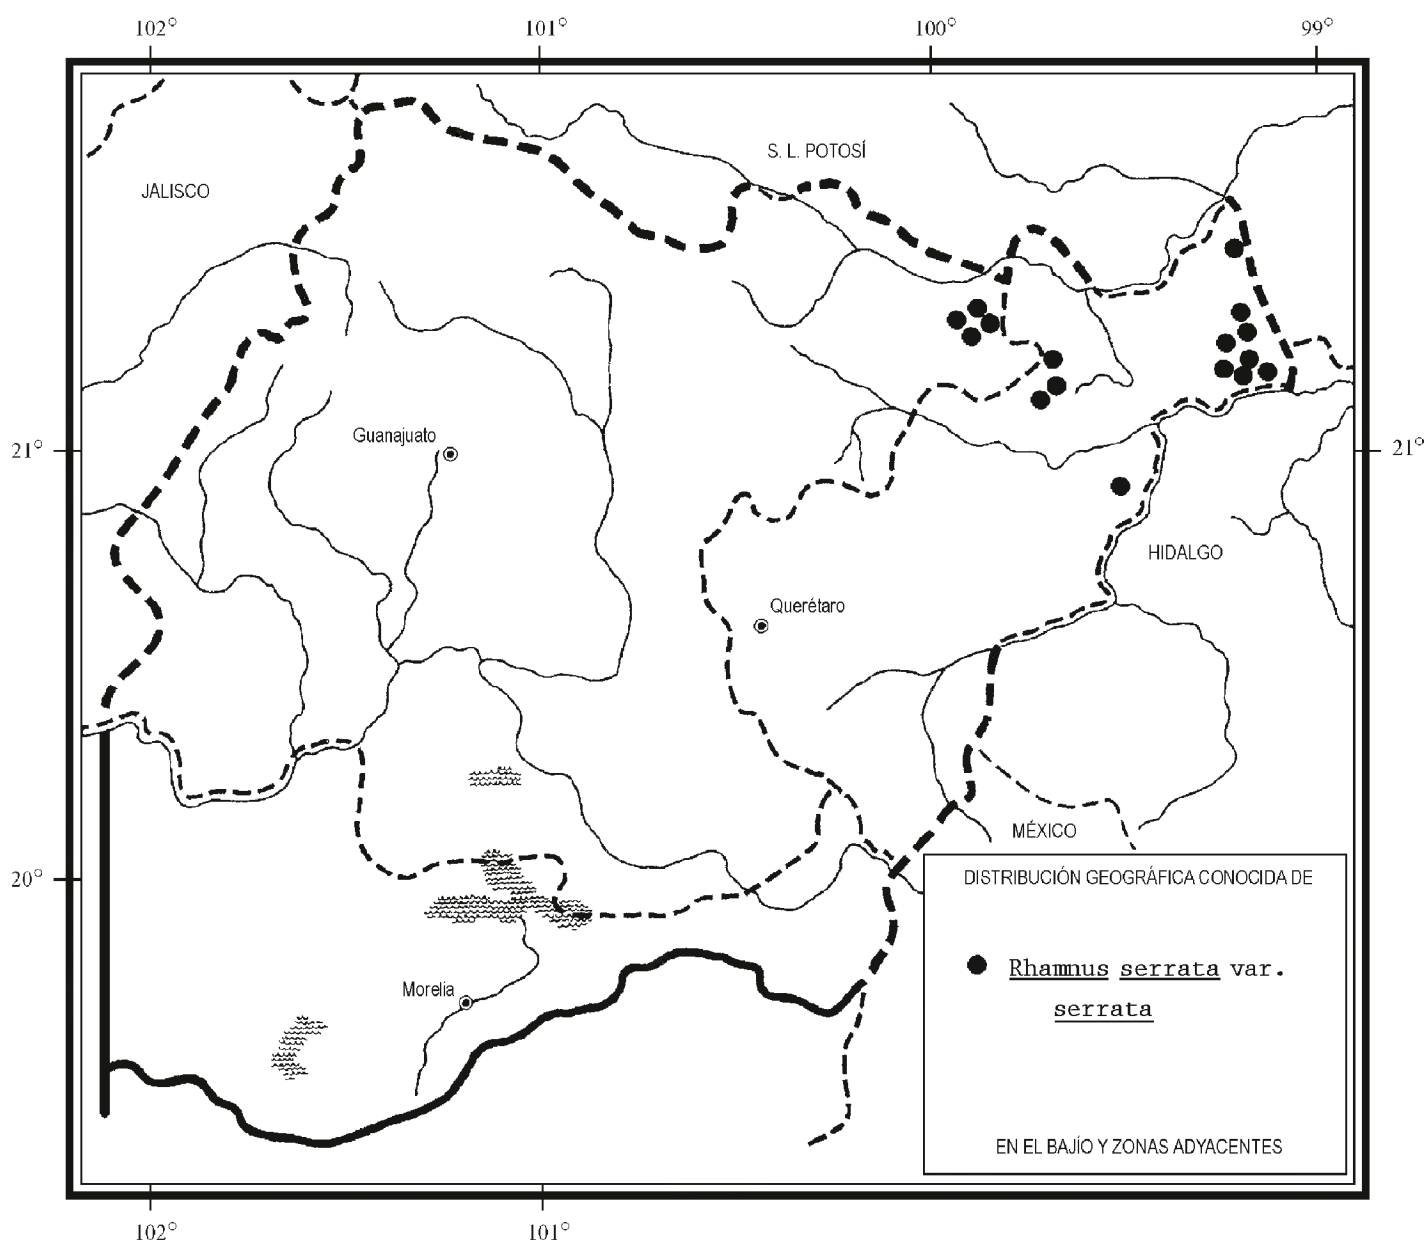 102° 101° 100° 99°
S. L. POTOSÍ
JALISCO
Guanajuato
21° 21°
HIDALGO
Querétaro
MÉXICO
20°
DISTRIBUCIÓN GEOGRÁFICA CONOCIDA DE
Rhamnus serrata var.
serrata
Morelia
EN EL BAJÍO Y ZONAS ADYACENTES
102° 101°